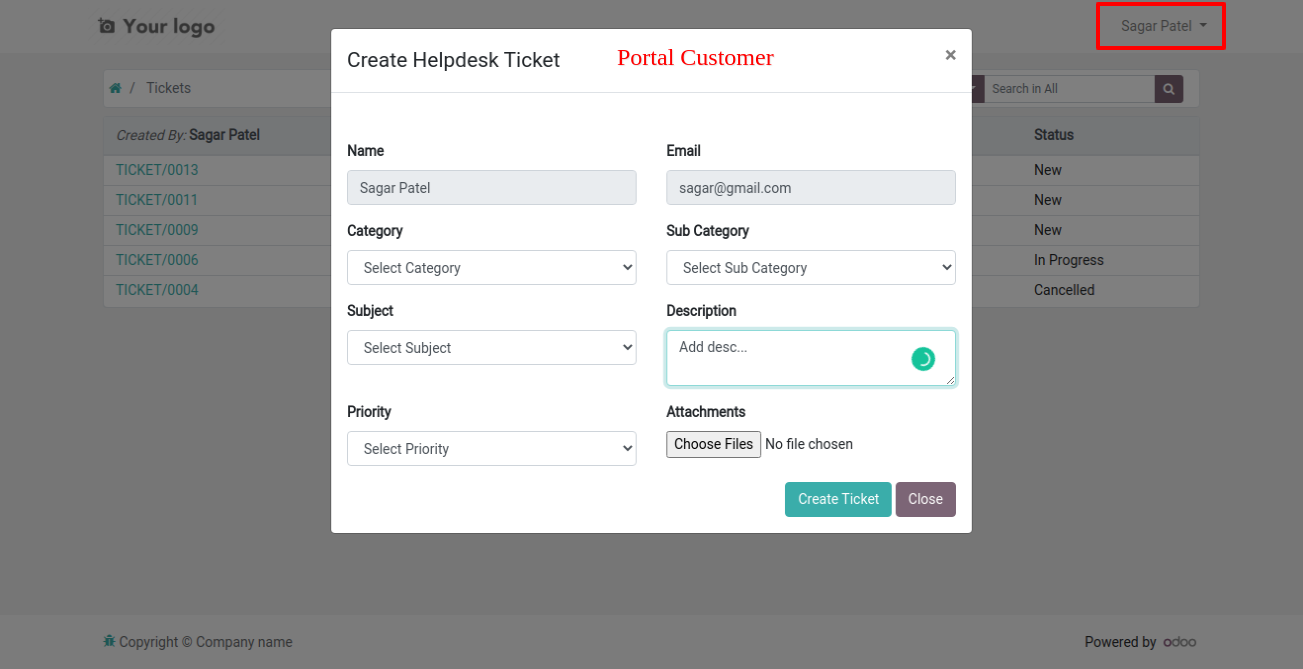 Your logo
Sagar Patel
Create Helpdesk Ticket
Portal Customer
×
Tickets
Search in All
Created By: Sagar Patel
Status
TICKET/0013
New
TICKET/0011
New
TICKET/0009
New
TICKET/0006
In Progress
TICKET/0004
Cancelled
Name
Email
Sagar Patel
sagar@gmail.com
Category
Sub Category
Select Category
Select Sub Category
Subject
Description
Select Subject
Add desc...
Priority
Attachments
Select Priority
Choose Files No file chosen
Create Ticket
Close
Copyright © Company name
Powered by odoo